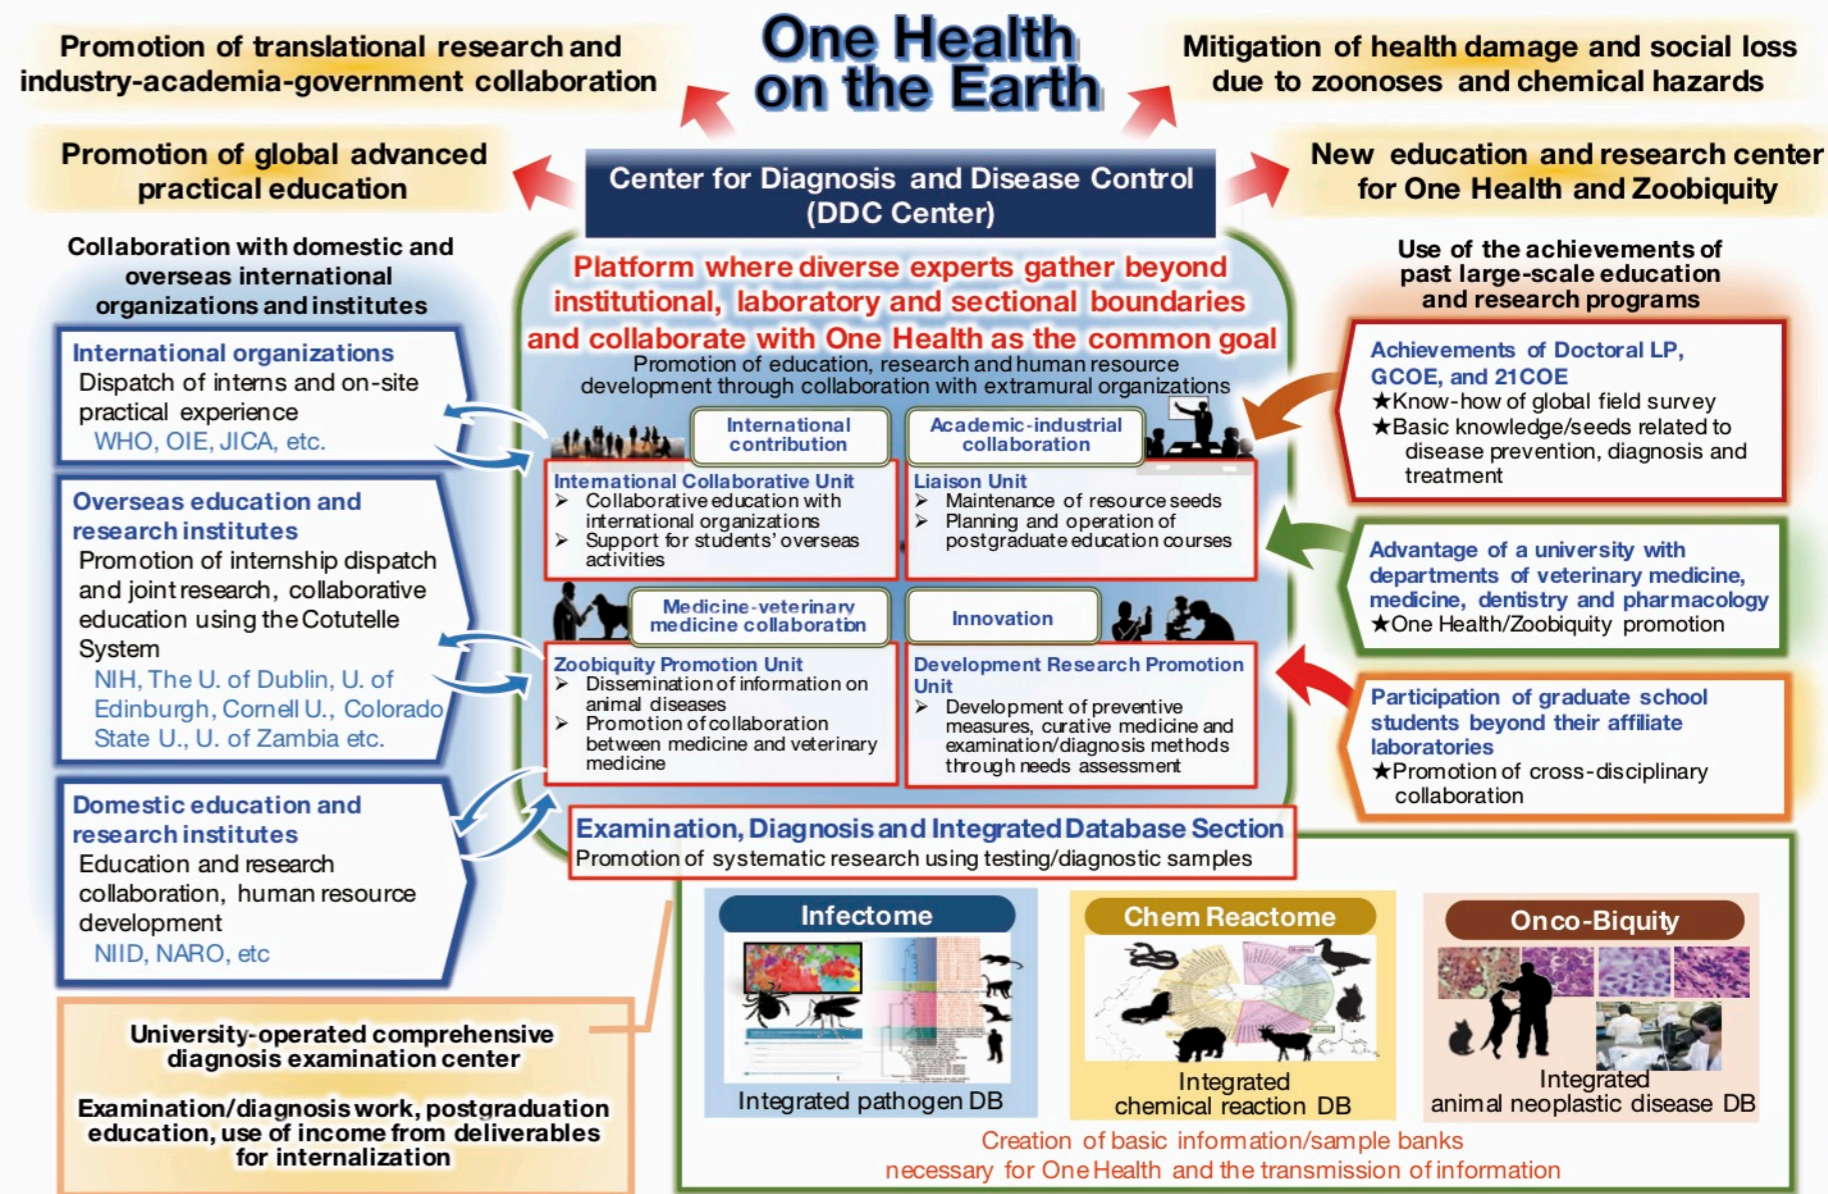 One Health
on the Earth
Promotion of translational research and
industry-academia-government collaboration
Mitigation of health damage and social loss
due to zoonoses and chemical hazards
Promotion of global advanced
practical education
New education and research center
for One Health and Zoobiquity
Center for Diagnosis and Disease Control
(DDC Center)
Collaboration with domestic and
overseas international
organizations and institutes
International organizations
Dispatch of interns and on-site
practical experience
WHO, OIE, JICA, etc.
Overseas education and
research institutes
Promotion of internship dispatch
and joint research, collaborative
education using the Cotutelle
System
NIH, The U. of Dublin, U. of
Edinburgh, Cornell U., Colorado
State U., U. of Zambia etc.
Domestic education and
research institutes
Education and research
collaboration, human resource
development
NIID, NARO, etc
Platform where diverse experts gather beyond
institutional, laboratory and sectional boundaries
and collaborate with One Health as the common goal
Promotion of education, research and human resource
development through collaboration with extramural organizations
International
contribution
International Collaborative Unit
➢ Collaborative education with
international organizations
➢ Support for students' overseas
activities
Academic-industrial
collaboration
Liaison Unit
➢ Maintenance of resource seeds
➢ Planning and operation of
postgraduate education courses
Medicine-veterinary
medicine collaboration
Zoobiquity Promotion Unit
➢ Dissemination of information on
animal diseases
➢ Promotion of collaboration
between medicine and veterinary
medicine
Innovation
Development Research Promotion
Unit
➢ Development of preventive
measures, curative medicine and
examination/diagnosis methods
through needs assessment
Use of the achievements of
past large-scale education
and research programs
Achievements of Doctoral LP,
GCOE, and 21COE
★Know-how of global field survey
★Basic knowledge/seeds related to
disease prevention, diagnosis and
treatment
Advantage of a university with
departments of veterinary medicine,
medicine, dentistry and pharmacology
★One Health/Zoobiquity promotion
Participation of graduate school
students beyond their affiliate
laboratories
★Promotion of cross-disciplinary
collaboration
Examination, Diagnosis and Integrated Database Section
Promotion of systematic research using testing/diagnostic samples
University-operated comprehensive
diagnosis examination center
Examination/diagnosis work, postgraduation
education, use of income from deliverables
for internalization
Infectome
Integrated pathogen DB
Chem Reactome
Integrated
chemical reaction DB
Onco-Biquity
Integrated
animal neoplastic disease DB
Creation of basic information/sample banks
necessary for One Health and the transmission of information